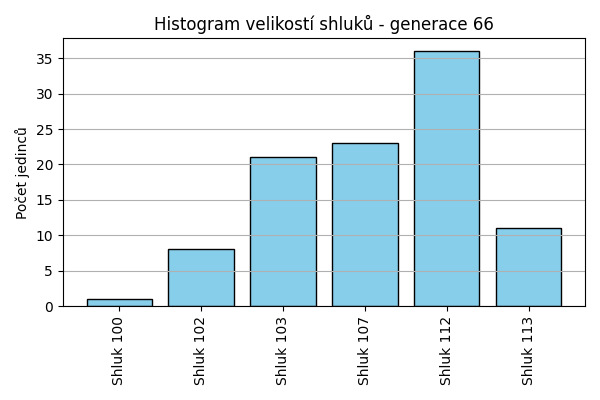 Histogram velikostí shluků - generace 66
Počet jedinců
35
30
25
20
15
10
5
0
Shluk 100
Shluk 102
Shluk 103
Shluk 107
Shluk 112
Shluk 113